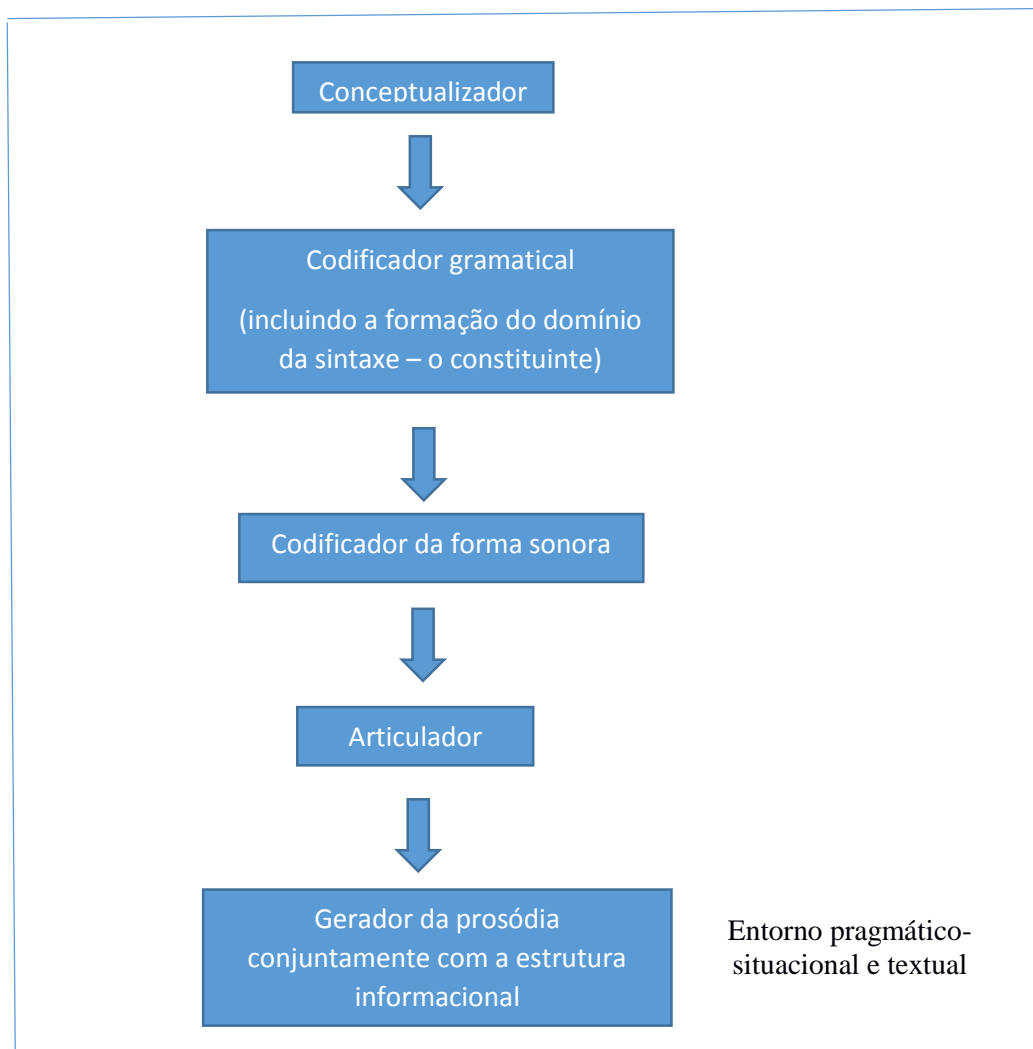 Conceptualizador
Codificador gramatical
(incluindo a formação do domínio
da sintaxe – o constituinte)
Codificador da forma sonora
Articulador
Gerador da prosódia
conjuntamente com a estrutura
informacional
Entorno pragmático-
situacional e textual